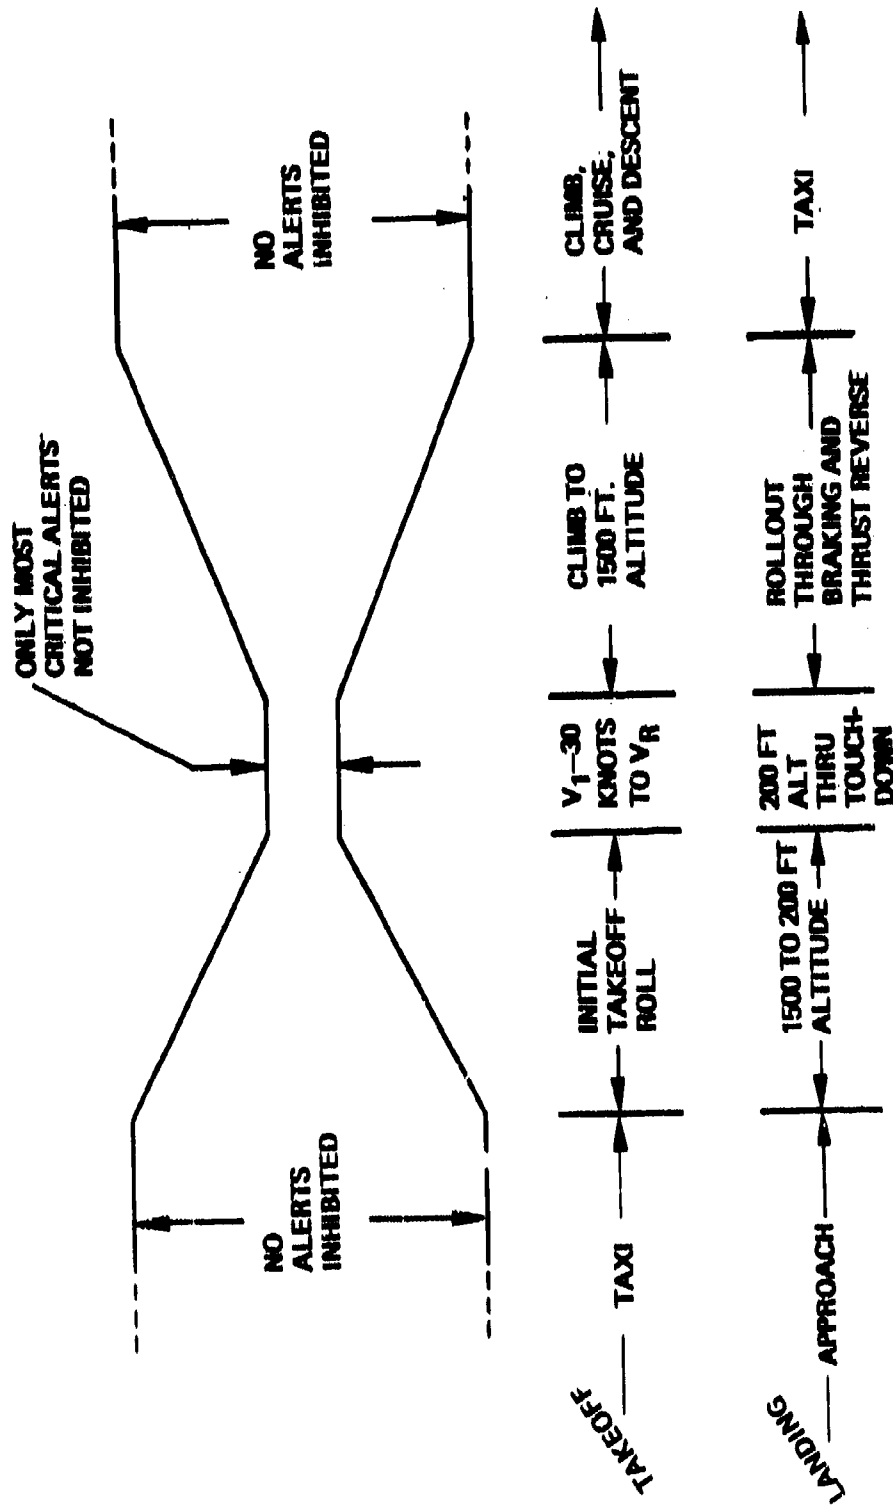 ONLY MOST
CRITICAL ALERTS
NOT INHIBITED
NO
ALERTS
INHIBITED
NO
ALERTS
INHIBITED
TAKEOFF
TAXI
INITIAL
TAKEOFF
ROLL
V1–30
KNOTS
TO VR
CLIMB TO
1500 FT.
ALTITUDE
CLIMB,
CRUISE,
AND DESCENT
LANDING
APPROACH
1500 TO 200 FT
ALTITUDE
200 FT
ALT
THRU
TOUCH-
DOWN
ROLLOUT
THROUGH
BRAKING AND
THRUST REVERSE
TAXI